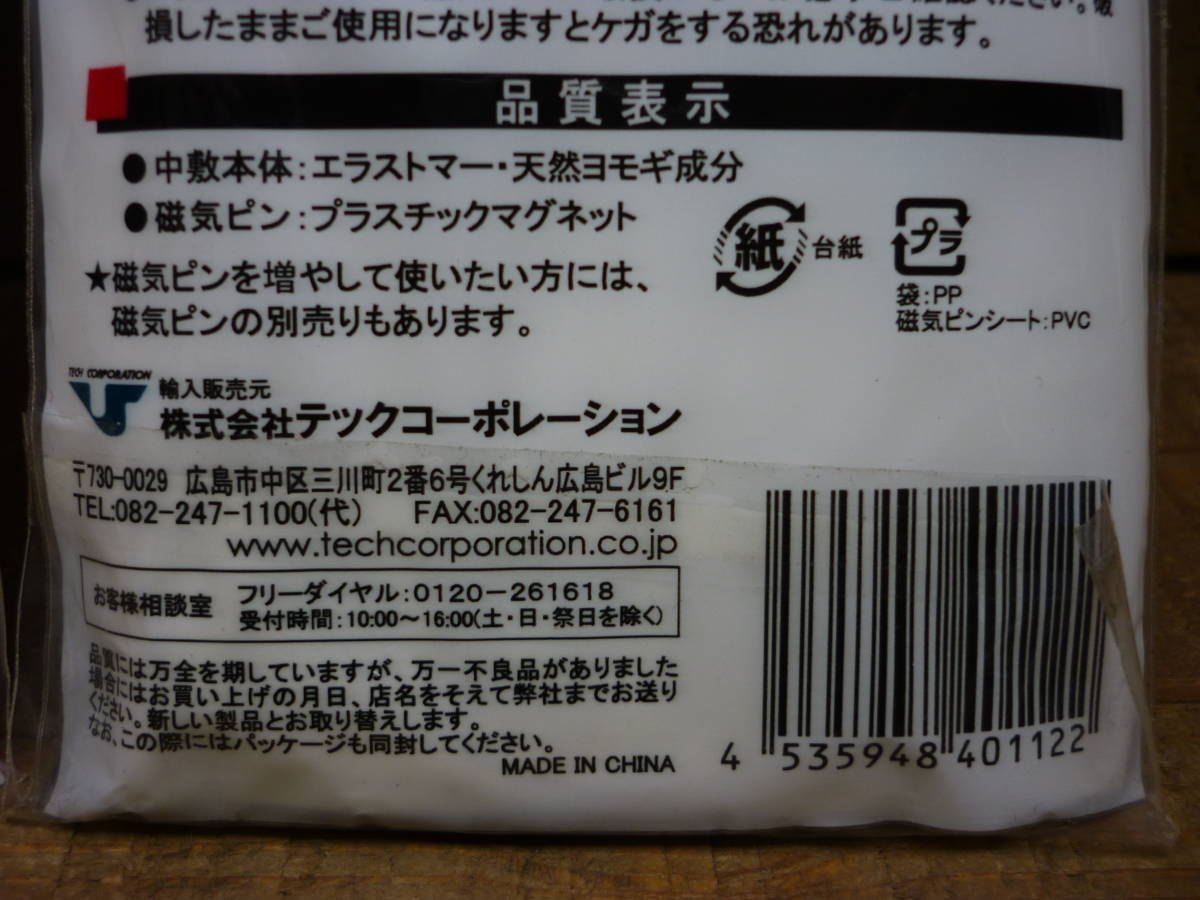 ください。破
損したままご使用になりますとケガをする恐れがあります。
品質表示
●中敷本体:エラストマー・天然ヨモギ成分
●磁気ピン:プラスチックマグネット
★磁気ピンを増やして使いたい方には、
磁気ピンの別売りもあります。
紙 台紙
プラ
袋:PP
磁気ピンシート:PVC
TECH CORPORATION
輸入販売元
株式会社テックコーポレーション
〒730-0029 広島市中区三川町2番6号くれしん広島ビル9F
TEL:082-247-1100(代) FAX:082-247-6161
www.techcorporation.co.jp
お客様相談室
フリーダイヤル:0120-261618
受付時間:10:00～16:00(土・日・祭日を除く)
品質には万全を期していますが、万一不良品がありました
場合にはお買い上げの月日、店名をそえて弊社までお送り
ください。新しい製品とお取り替えします。
なお、この際にはパッケージも同封してください。
MADE IN CHINA
4 535948 401122